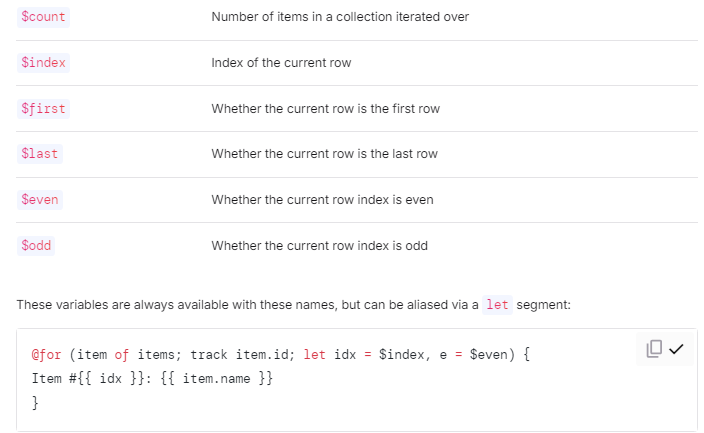 $count Number of items in a collection iterated over
$index Index of the current row
$first Whether the current row is the first row
$last Whether the current row is the last row
$even Whether the current row index is even
$odd Whether the current row index is odd
These variables are always available with these names, but can be aliased via a let segment:
@for (item of items; track item.id; let idx = $index, e = $even) {
Item #{{ idx }}: {{ item.name }}
}